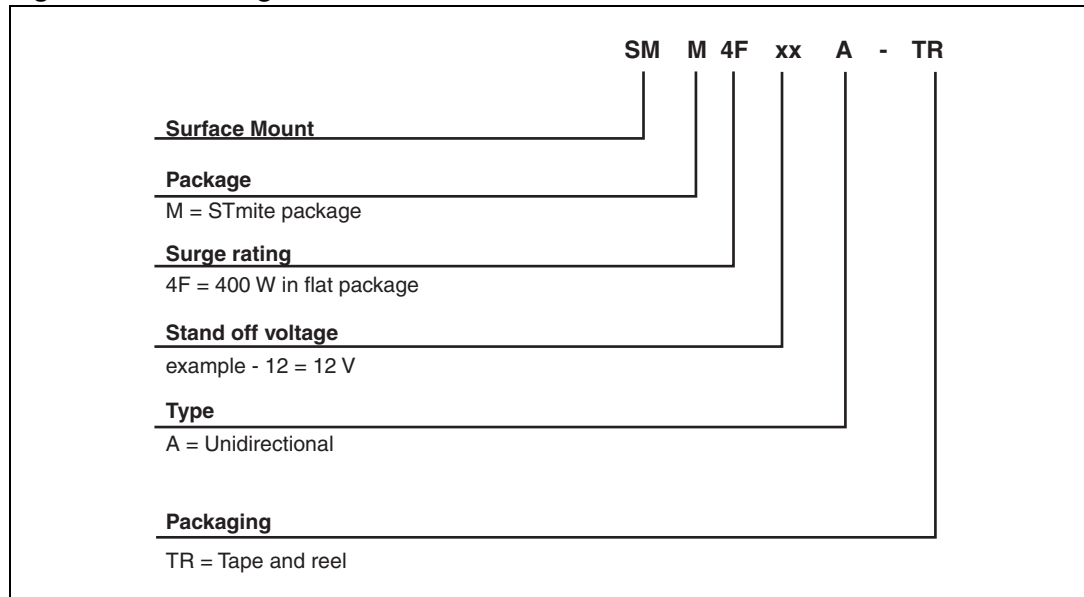 SM M 4F xx A - TR
Surface Mount
Package
M = STmite package
Surge rating
4F = 400 W in flat package
Stand off voltage
example - 12 = 12 V
Type
A = Unidirectional
Packaging
TR = Tape and reel